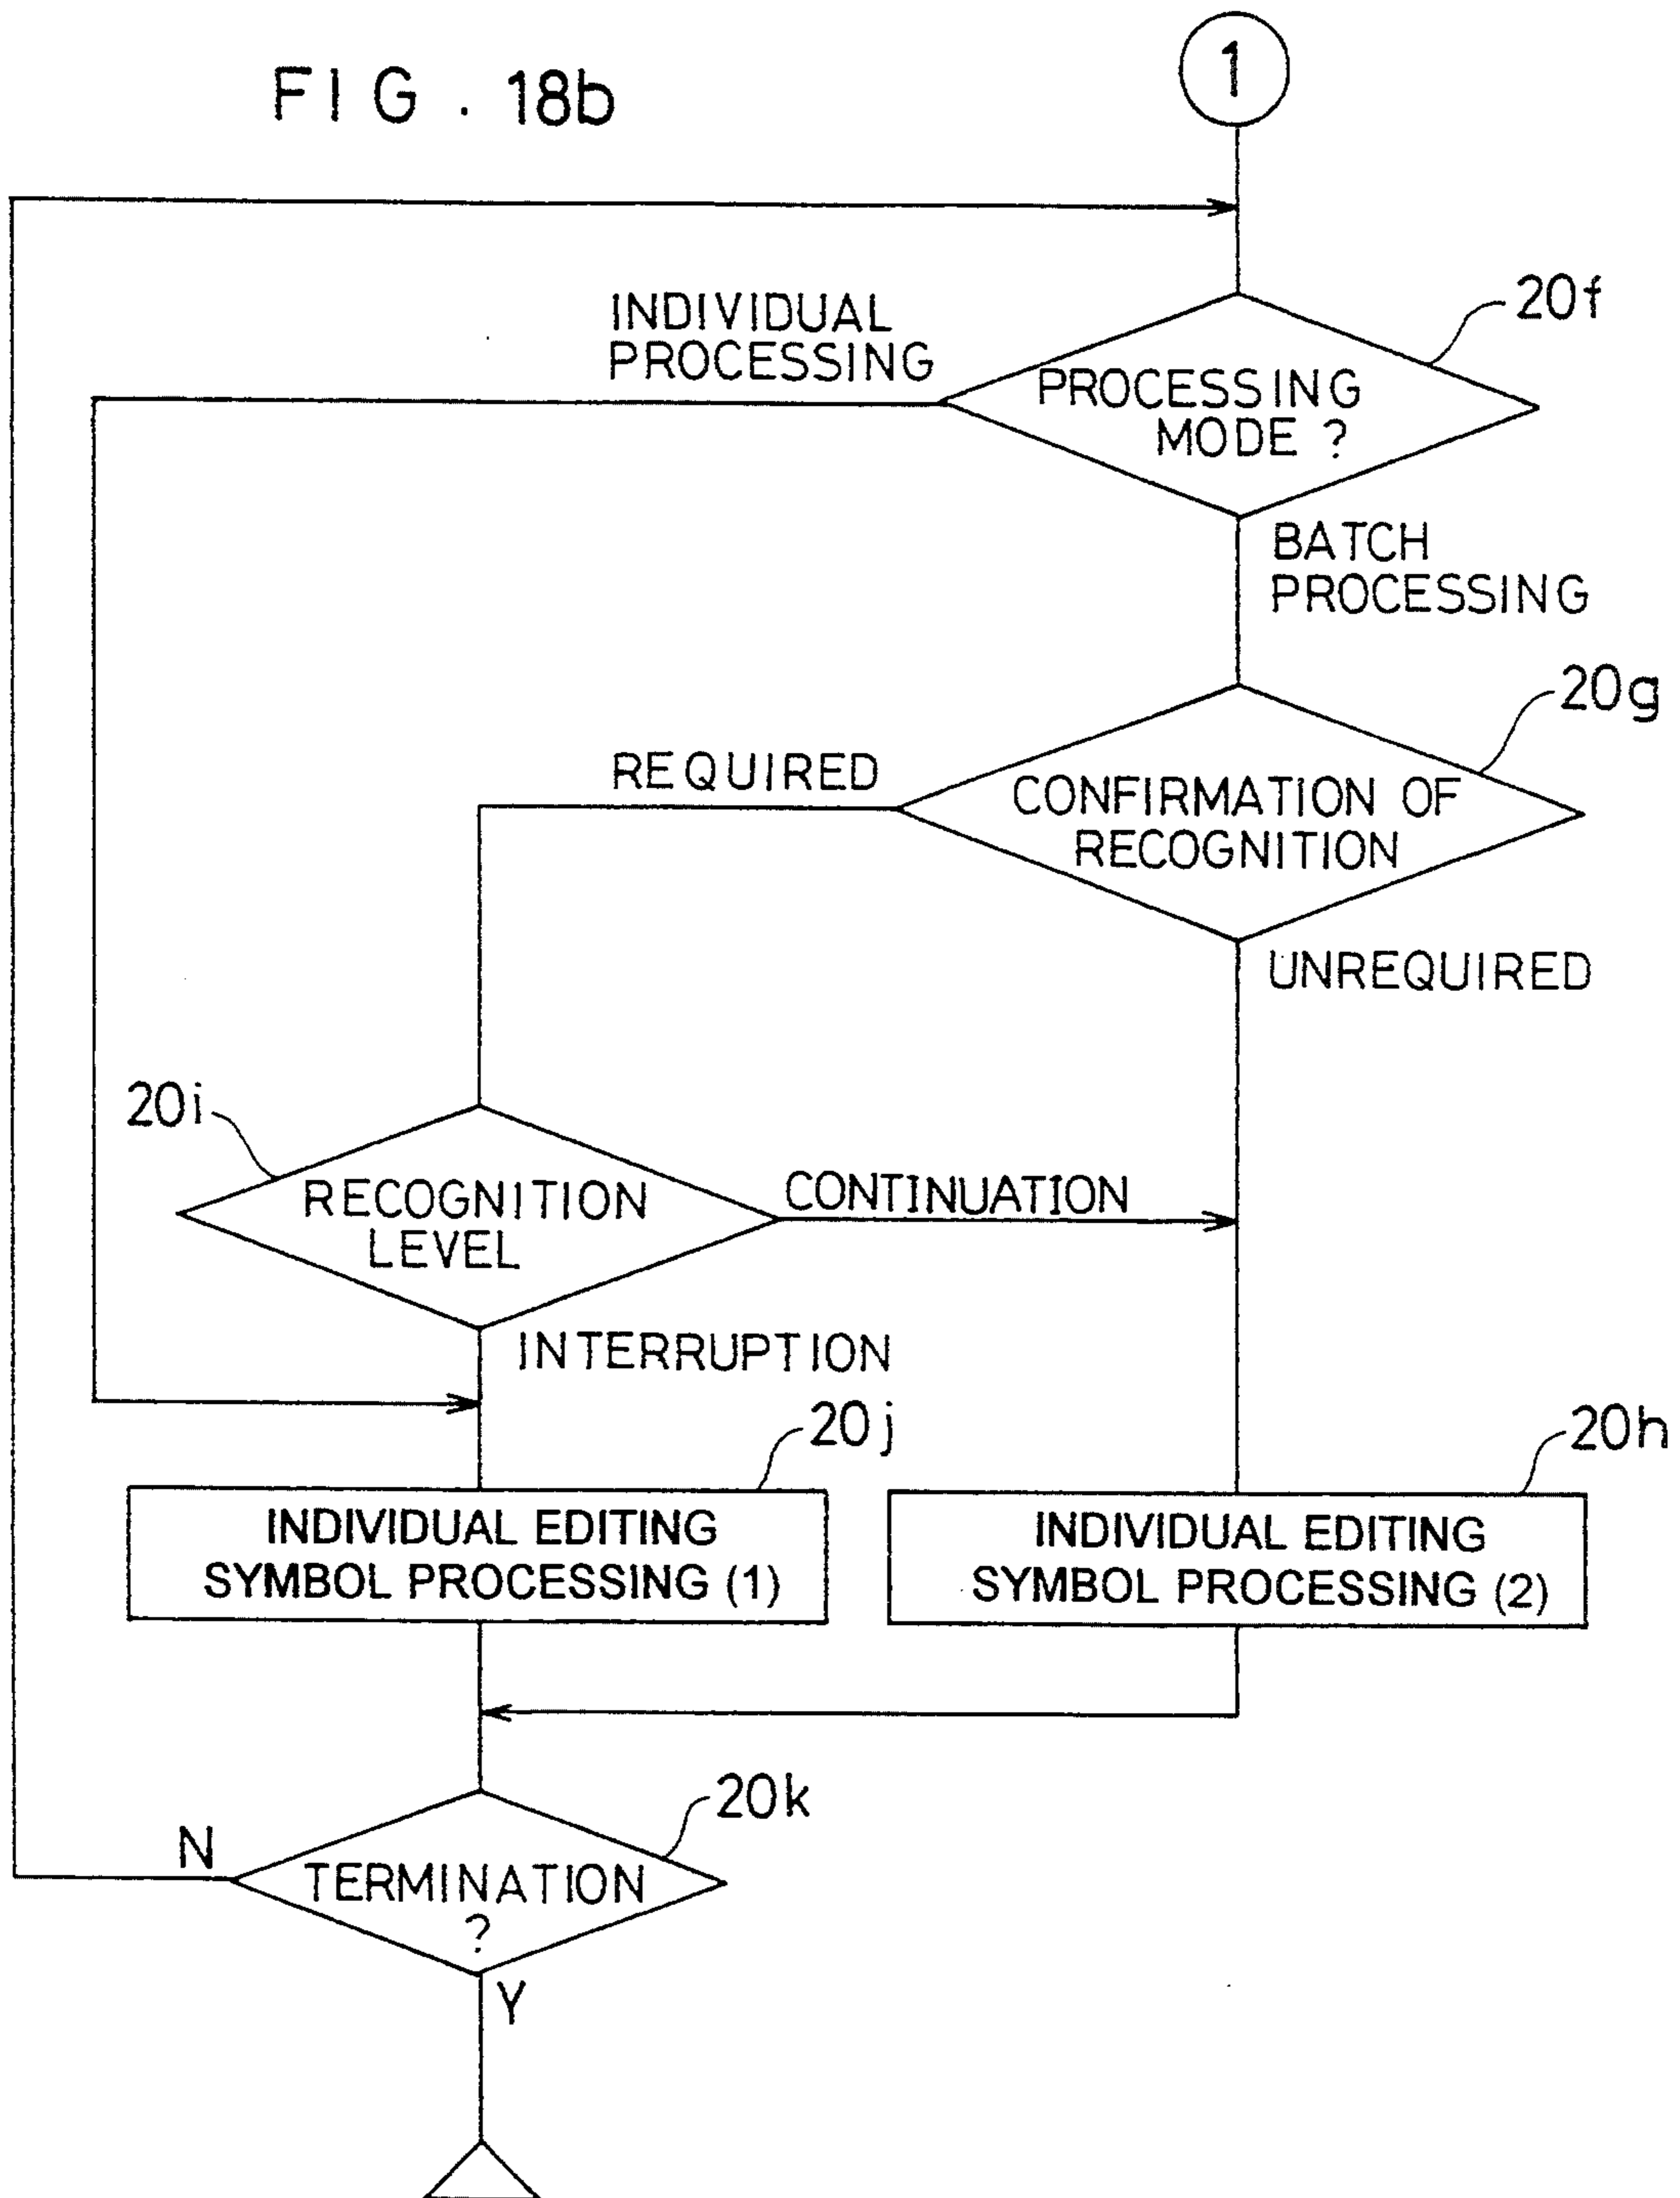 FIG. 18b
1
INDIVIDUAL
PROCESSING
20f
PROCESSING
MODE ?
BATCH
PROCESSING
20g
REQUIRED
CONFIRMATION OF
RECOGNITION
UNREQUIRED
20i
RECOGNITION
LEVEL
CONTINUATION
INTERRUPTION
20j
20h
INDIVIDUAL EDITING
SYMBOL PROCESSING (1)
INDIVIDUAL EDITING
SYMBOL PROCESSING (2)
20k
N
TERMINATION
?
Y